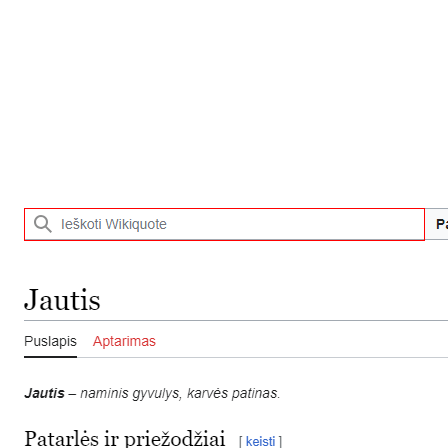 Ieškoti Wikiquote
Jautis
Puslapis Aptarimas
Jautis – naminis gyvulys, karvės patinas.
Patarlės ir priežodžiai [ keisti ]